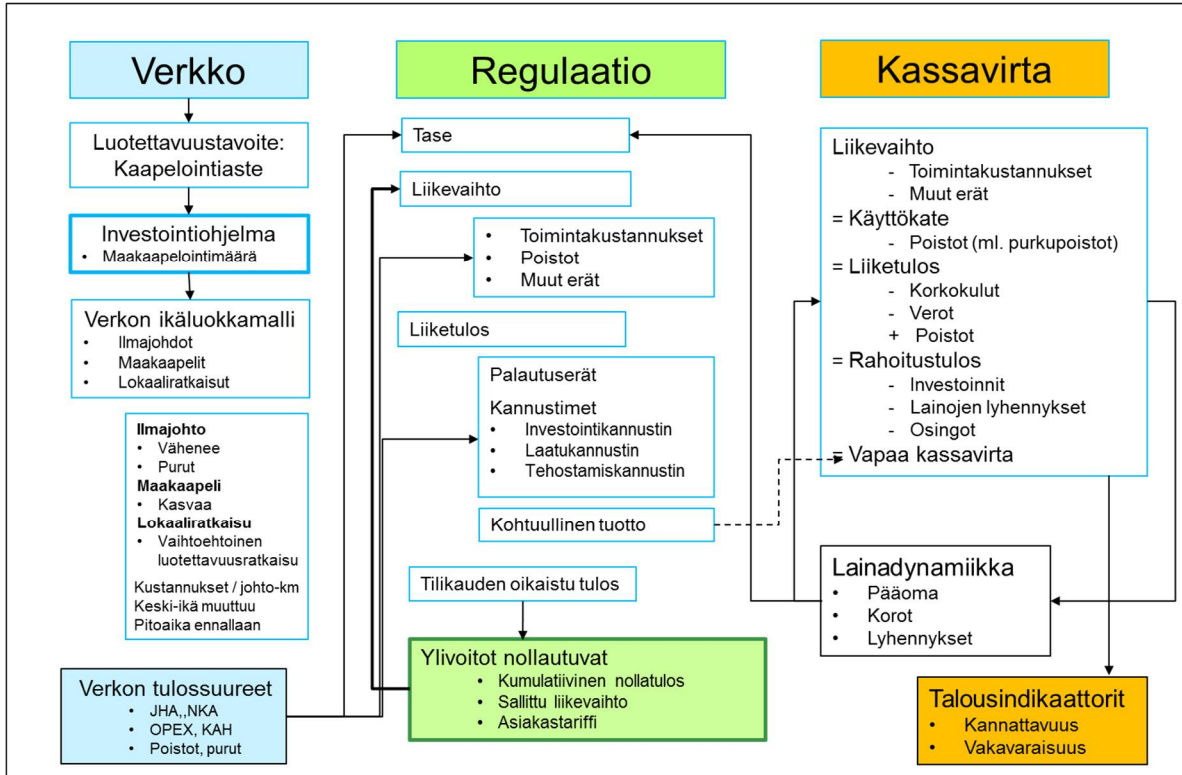 Verkko
Luotettavuustavoite:
Kaapelointiaste
Investointiohjelma
• Maakaapelointimäärä
Verkon ikäluokkamalli
• Ilmajohdot
• Maakaapelit
• Lokaaliratkaisut
Ilmajohto
• Vähenee
• Purut
Maakaapeli
• Kasvaa
Lokaaliratkaisu
• Vaihtoehtoinen
luotettavuusratkaisu
Kustannukset / johto-km
Keski-ikä muuttuu
Pitoaika ennallaan
Verkon tulossuureet
• JHA,,NKA
• OPEX, KAH
• Poistot, purut
Regulaatio
Tase
Liikevaihto
• Toimintakustannukset
• Poistot
• Muut erät
Liiketulos
Palautuserät
Kannustimet
• Investointikannustin
• Laatukannustin
• Tehostamiskannustin
Kohtuullinen tuotto
Tilikauden oikaistu tulos
Ylivoitot nollautuvat
• Kumulatiivinen nollatulos
• Sallittu liikevaihto
• Asiakastariffi
Kassavirta
Liikevaihto
- Toimintakustannukset
- Muut erät
= Käyttökate
- Poistot (ml. purkupoistot)
= Liiketulos
- Korkokulut
- Verot
+ Poistot
= Rahoitustulos
- Investoinnit
- Lainojen lyhennykset
- Osingot
= Vapaa kassavirta
Lainadynamiikka
• Pääoma
• Korot
• Lyhennykset
Talousindikaattorit
• Kannattavuus
• Vakavaraisuus